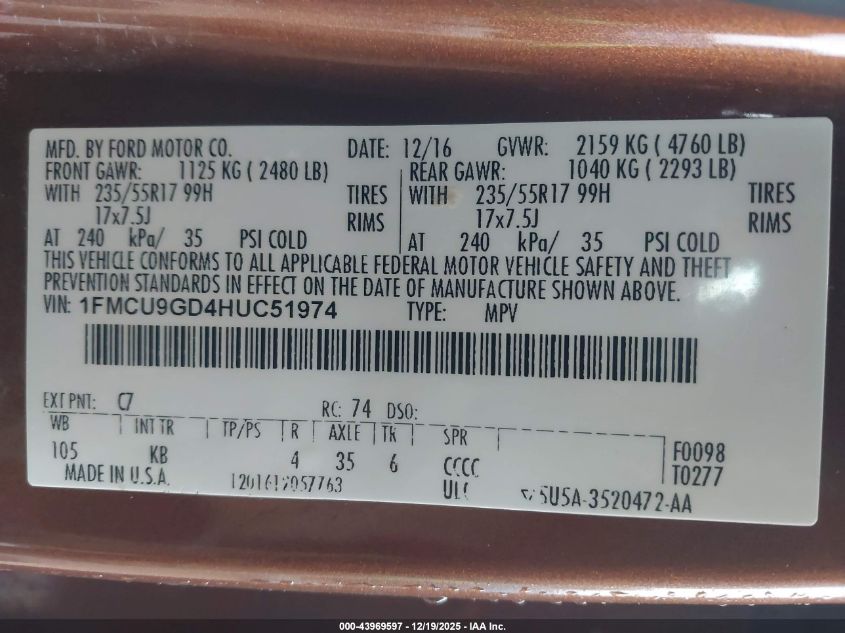 MFD. BY FORD MOTOR CO. DATE: 12/16 GVWR: 2159 KG ( 4760 LB)
FRONT GAWR: 1125 KG ( 2480 LB) REAR GAWR: 1040 KG ( 2293 LB)
WITH 235/55R17 99H TIRES WITH 235/55R17 99H TIRES
17x7.5J RIMS 17x7.5J RIMS
AT 240 kPa/ 35 PSI COLD AT 240 kPa/ 35 PSI COLD
THIS VEHICLE CONFORMS TO ALL APPLICABLE FEDERAL MOTOR VEHICLE SAFETY AND THEFT
PREVENTION STANDARDS IN EFFECT ON THE DATE OF MANUFACTURE SHOWN ABOVE.
VIN: 1FMCU9GD4HUC51974 TYPE: MPV
EXT PNT: C7 RC: 74 DSO:
WB INT TR TP/PS R AXLE TR SPR
105 KB 4 35 6 CCCC F0098
MADE IN U.S.A. T0277
5U5A-3520472-AA
000-43969597 - 12/19/2025 - IAA Inc.